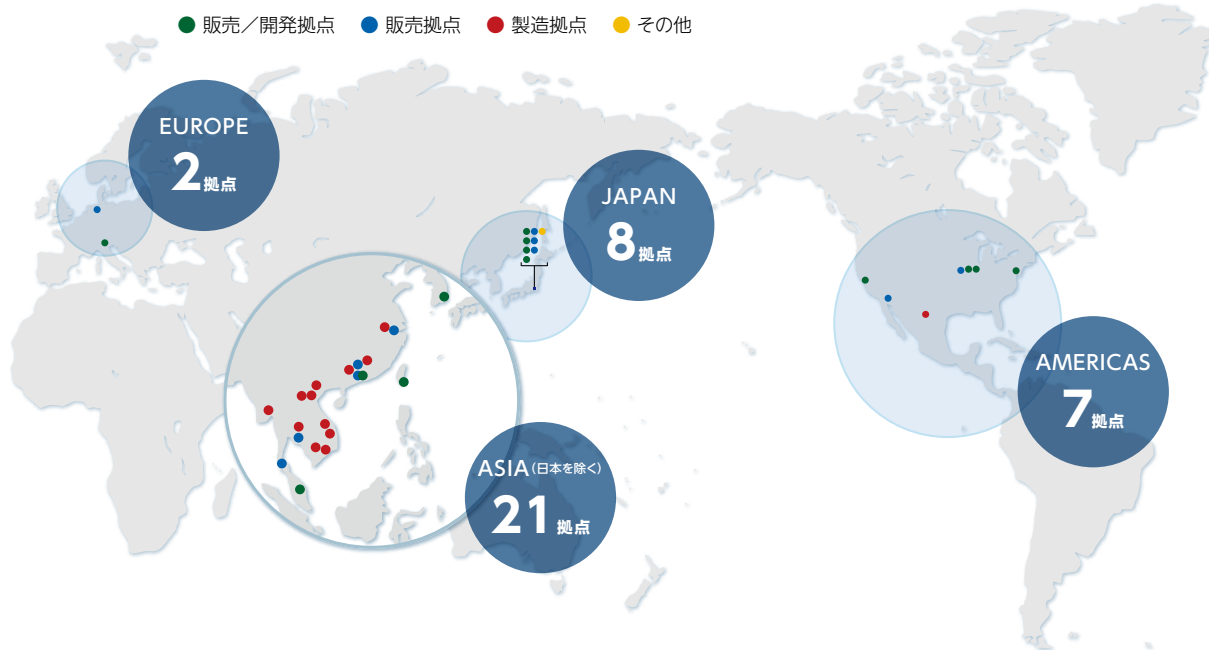 販売／開発拠点 販売拠点 製造拠点 その他
EUROPE
2拠点
JAPAN
8拠点
AMERICAS
7拠点
ASIA(日本を除く)
21拠点